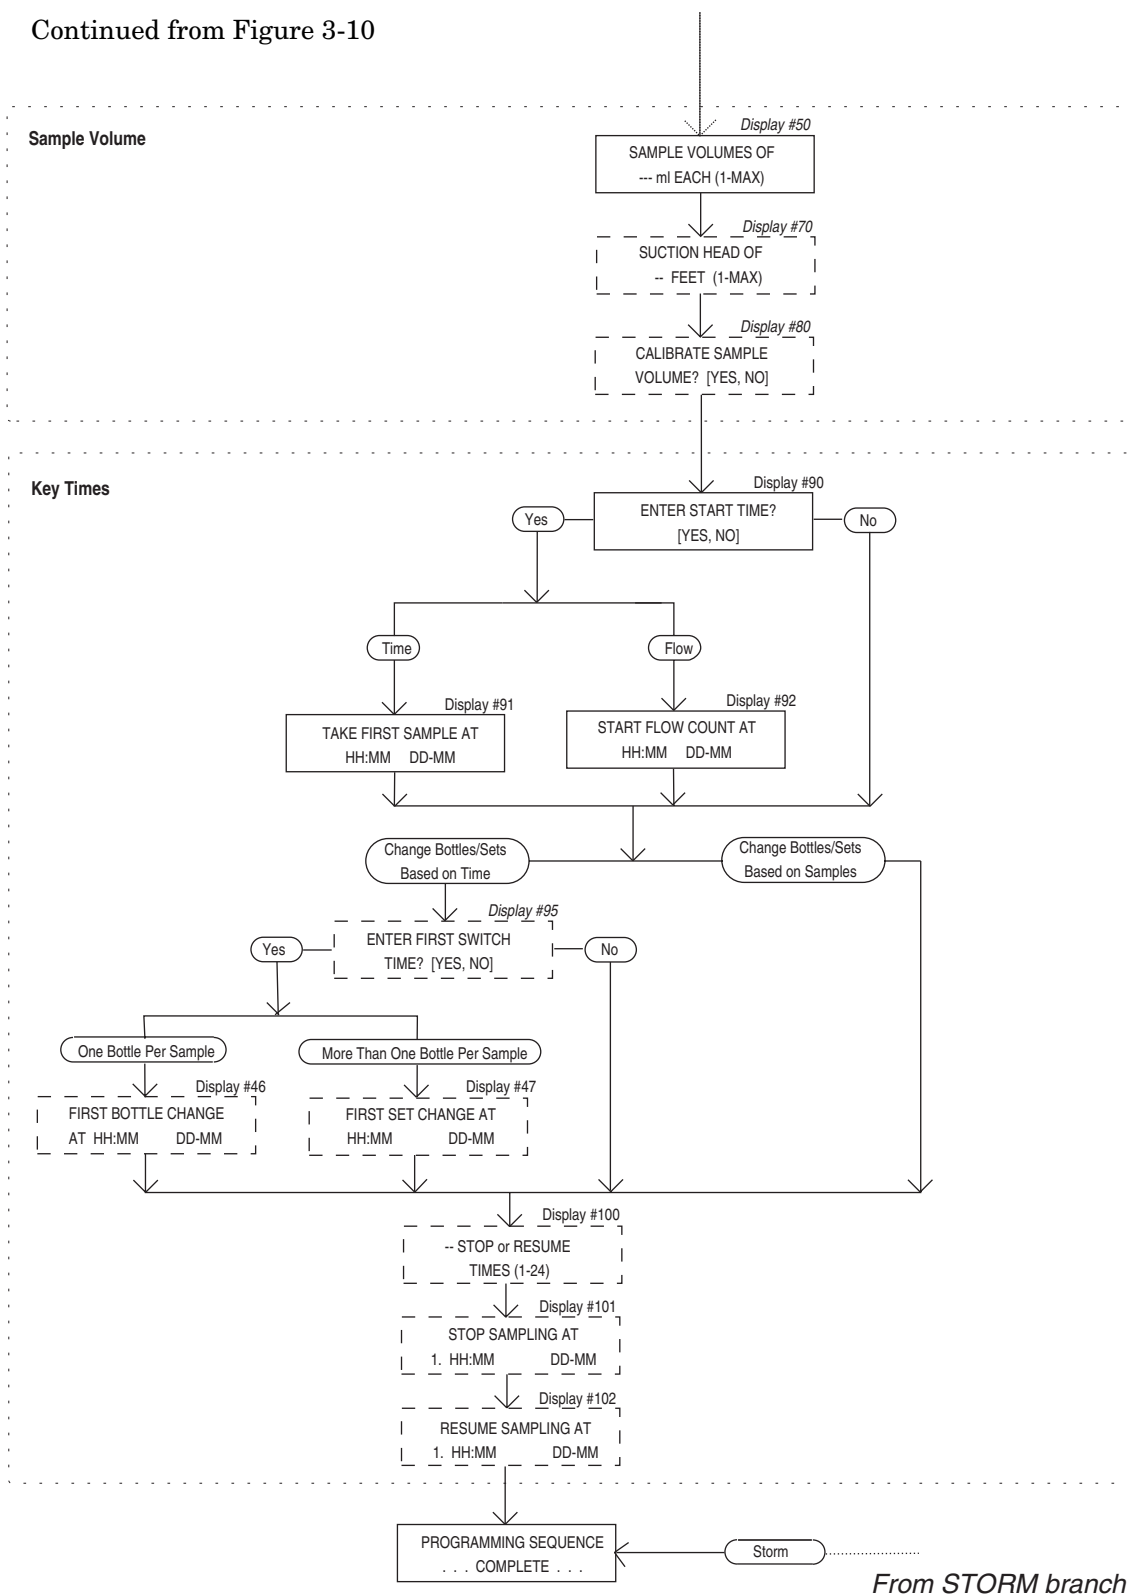 Continued from Figure 3-10
Sample Volume
Display #50
SAMPLE VOLUMES OF
--- ml EACH (1-MAX)
Display #70
SUCTION HEAD OF
-- FEET (1-MAX)
Display #80
CALIBRATE SAMPLE
VOLUME? [YES, NO]
Key Times
Display #90
ENTER START TIME?
[YES, NO]
Yes
No
Time
Flow
Display #91
TAKE FIRST SAMPLE AT
HH:MM DD-MM
Display #92
START FLOW COUNT AT
HH:MM DD-MM
Change Bottles/Sets
Based on Time
Change Bottles/Sets
Based on Samples
Display #95
ENTER FIRST SWITCH
TIME? [YES, NO]
Yes
No
One Bottle Per Sample
More Than One Bottle Per Sample
Display #46
FIRST BOTTLE CHANGE
AT HH:MM DD-MM
Display #47
FIRST SET CHANGE AT
HH:MM DD-MM
Display #100
-- STOP or RESUME
TIMES (1-24)
Display #101
STOP SAMPLING AT
1. HH:MM DD-MM
Display #102
RESUME SAMPLING AT
1. HH:MM DD-MM
PROGRAMMING SEQUENCE
. . . COMPLETE . . .
Storm
From STORM branch